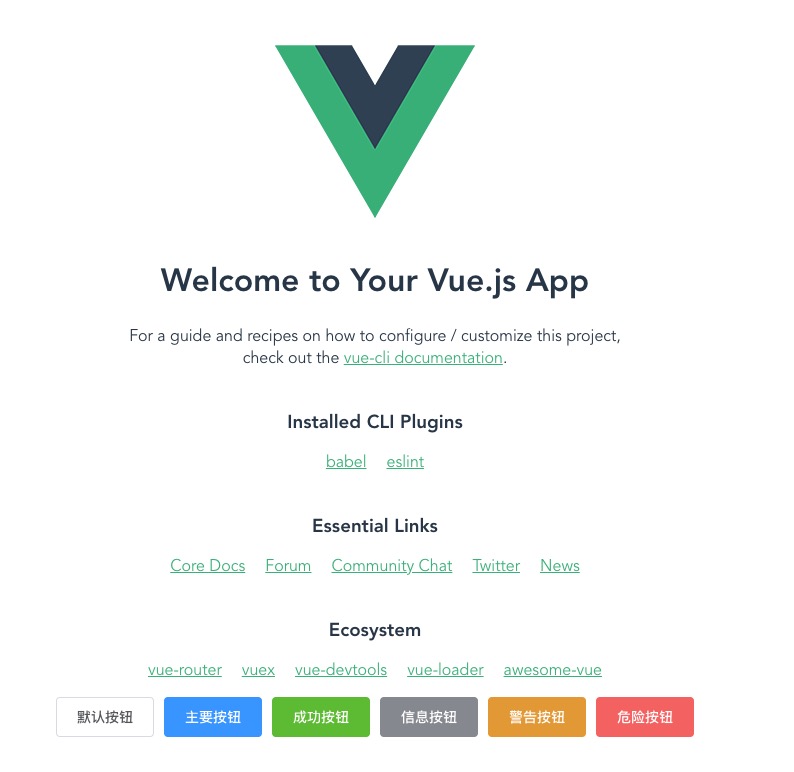 Welcome to Your Vue.js App
For a guide and recipes on how to configure / customize this project,
check out the vue-cli documentation.
Installed CLI Plugins
babel eslint
Essential Links
Core Docs Forum Community Chat Twitter News
Ecosystem
vue-router vuex vue-devtools vue-loader awesome-vue
默认按钮 主要按钮 成功按钮 信息按钮 警告按钮 危险按钮